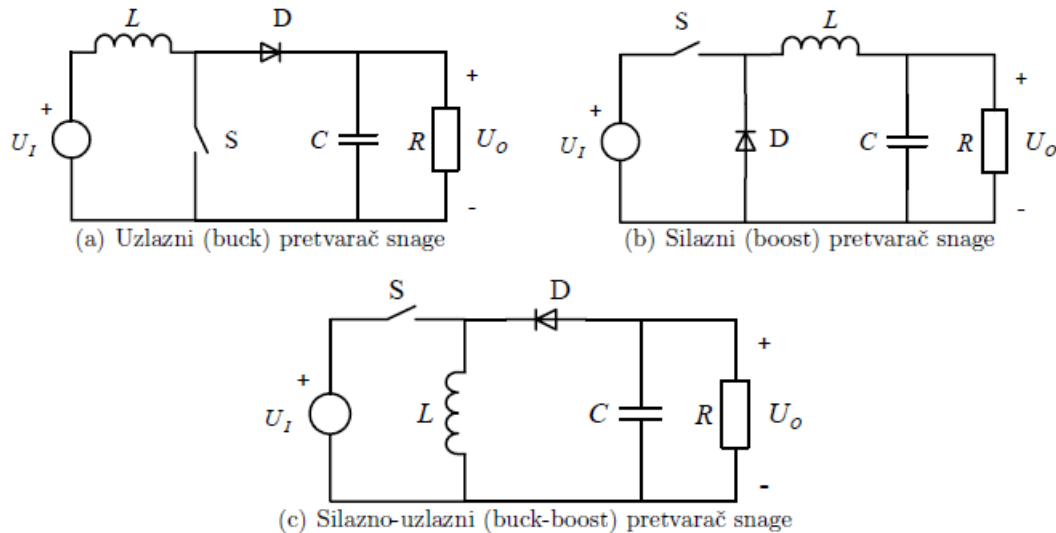 L
D
S
L
+
U_I
S
C
R
+
U_O
-
+
U_I
D
C
R
+
U_O
-
(a) Uzlazni (buck) pretvarač snage
(b) Silazni (boost) pretvarač snage
S
D
+
U_I
L
C
R
+
U_O
-
(c) Silazno-uzlazni (buck-boost) pretvarač snage